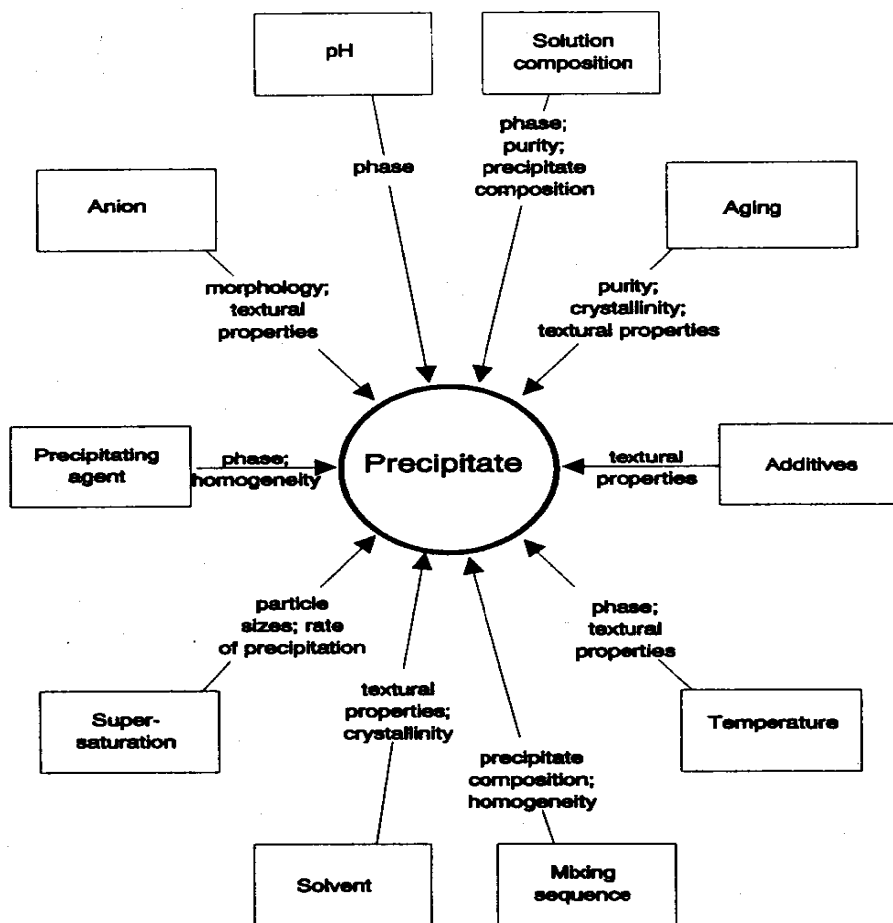 pH
Solution
composition
phase
phase;
purity;
precipitate
composition
Anion
Aging
morphology;
textural
properties
purity;
crystallinity;
textural properties
Precipitating
agent
phase;
homogeneity
Precipitate
textural
properties
Additives
particle
sizes; rate
of precipitation
phase;
textural
properties
Super-
saturation
textural
properties;
crystallinity
Temperature
precipitate
composition;
homogeneity
Solvent
Mixing
sequence